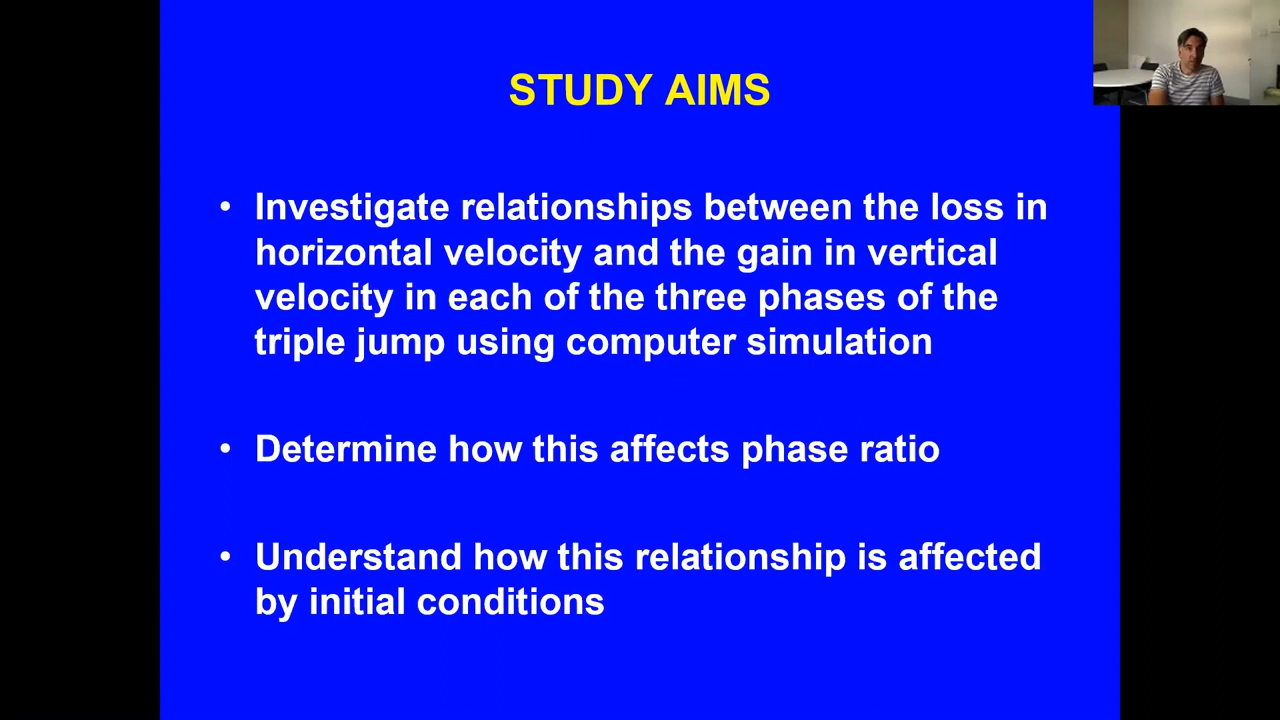 STUDY AIMS
• Investigate relationships between the loss in
horizontal velocity and the gain in vertical
velocity in each of the three phases of the
triple jump using computer simulation
• Determine how this affects phase ratio
• Understand how this relationship is affected
by initial conditions